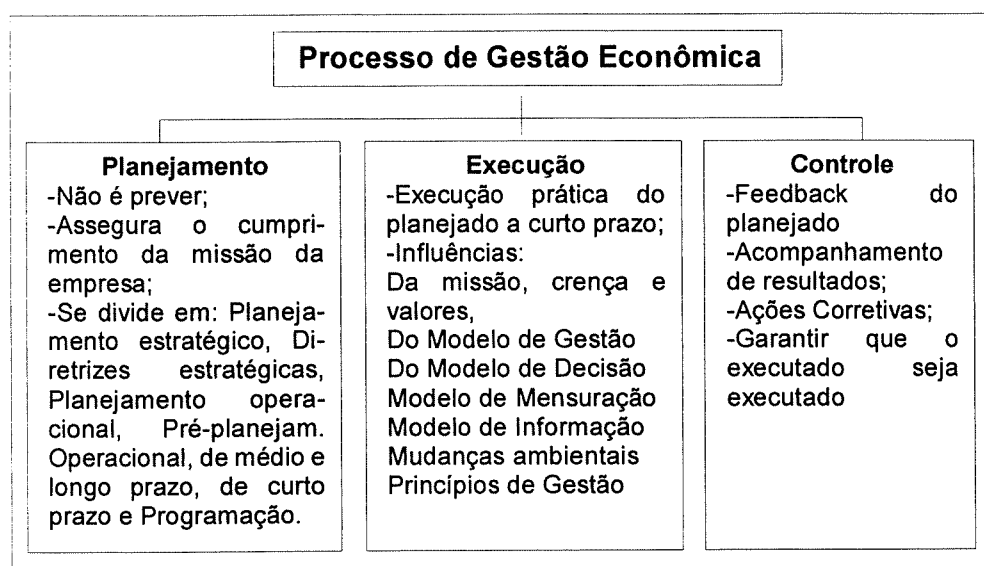 Processo de Gestão Econômica
Planejamento
-Não é prever;
-Assegura o cumpri-
mento da missão da
empresa;
-Se divide em: Planeja-
mento estratégico, Di-
retrizes estratégicas,
Planejamento opera-
cional, Pré-planejam.
Operacional, de médio e
longo prazo, de curto
prazo e Programação.
Execução
-Execução prática do
planejado a curto prazo;
-Influências:
Da missão, crença e
valores,
Do Modelo de Gestão
Do Modelo de Decisão
Modelo de Mensuração
Modelo de Informação
Mudanças ambientais
Princípios de Gestão
Controle
-Feedback do
planejado
-Acompanhamento
de resultados;
-Ações Corretivas;
-Garantir que o
executado seja
executado